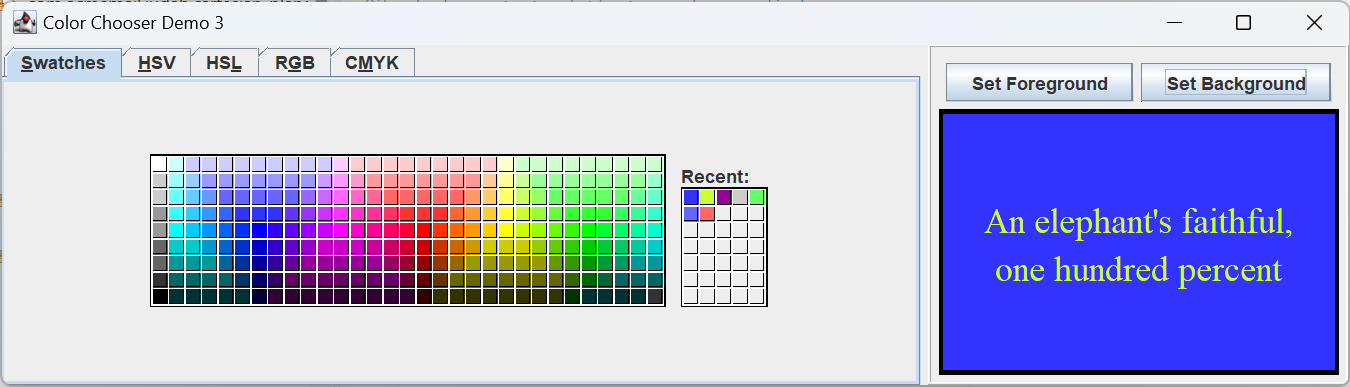 Color Chooser Demo 3
Swatches HSV HSL RGB CMYK
Set Foreground Set Background
Recent:
An elephant's faithful,
one hundred percent